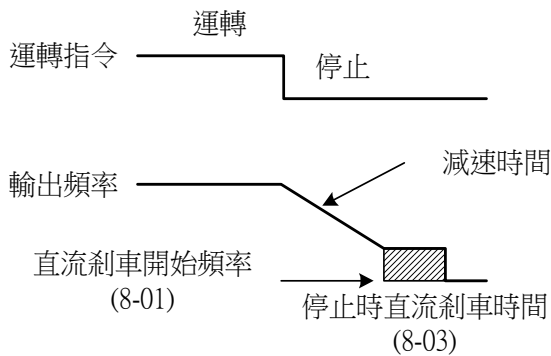 運轉
運轉指令
停止
減速時間
輸出頻率
直流剎車開始頻率
(8-01)
停止時直流剎車時間
(8-03)